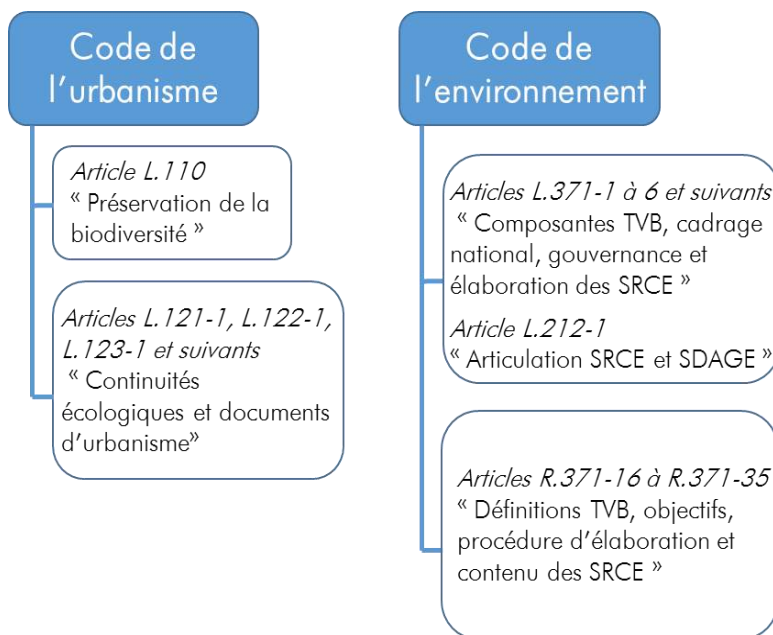 Code de
l'urbanisme
Article L.110
« Préservation de la
biodiversité »
Articles L.121-1, L.122-1,
L.123-1 et suivants
« Continuités
écologiques et documents
d'urbanisme»
Code de
l'environnement
Articles L.371-1 à 6 et suivants
« Composantes TVB, cadrage
national, gouvernance et
élaboration des SRCE »
Article L.212-1
« Articulation SRCE et SDAGE »
Articles R.371-16 à R.371-35
« Définitions TVB, objectifs,
procédure d'élaboration et
contenu des SRCE »